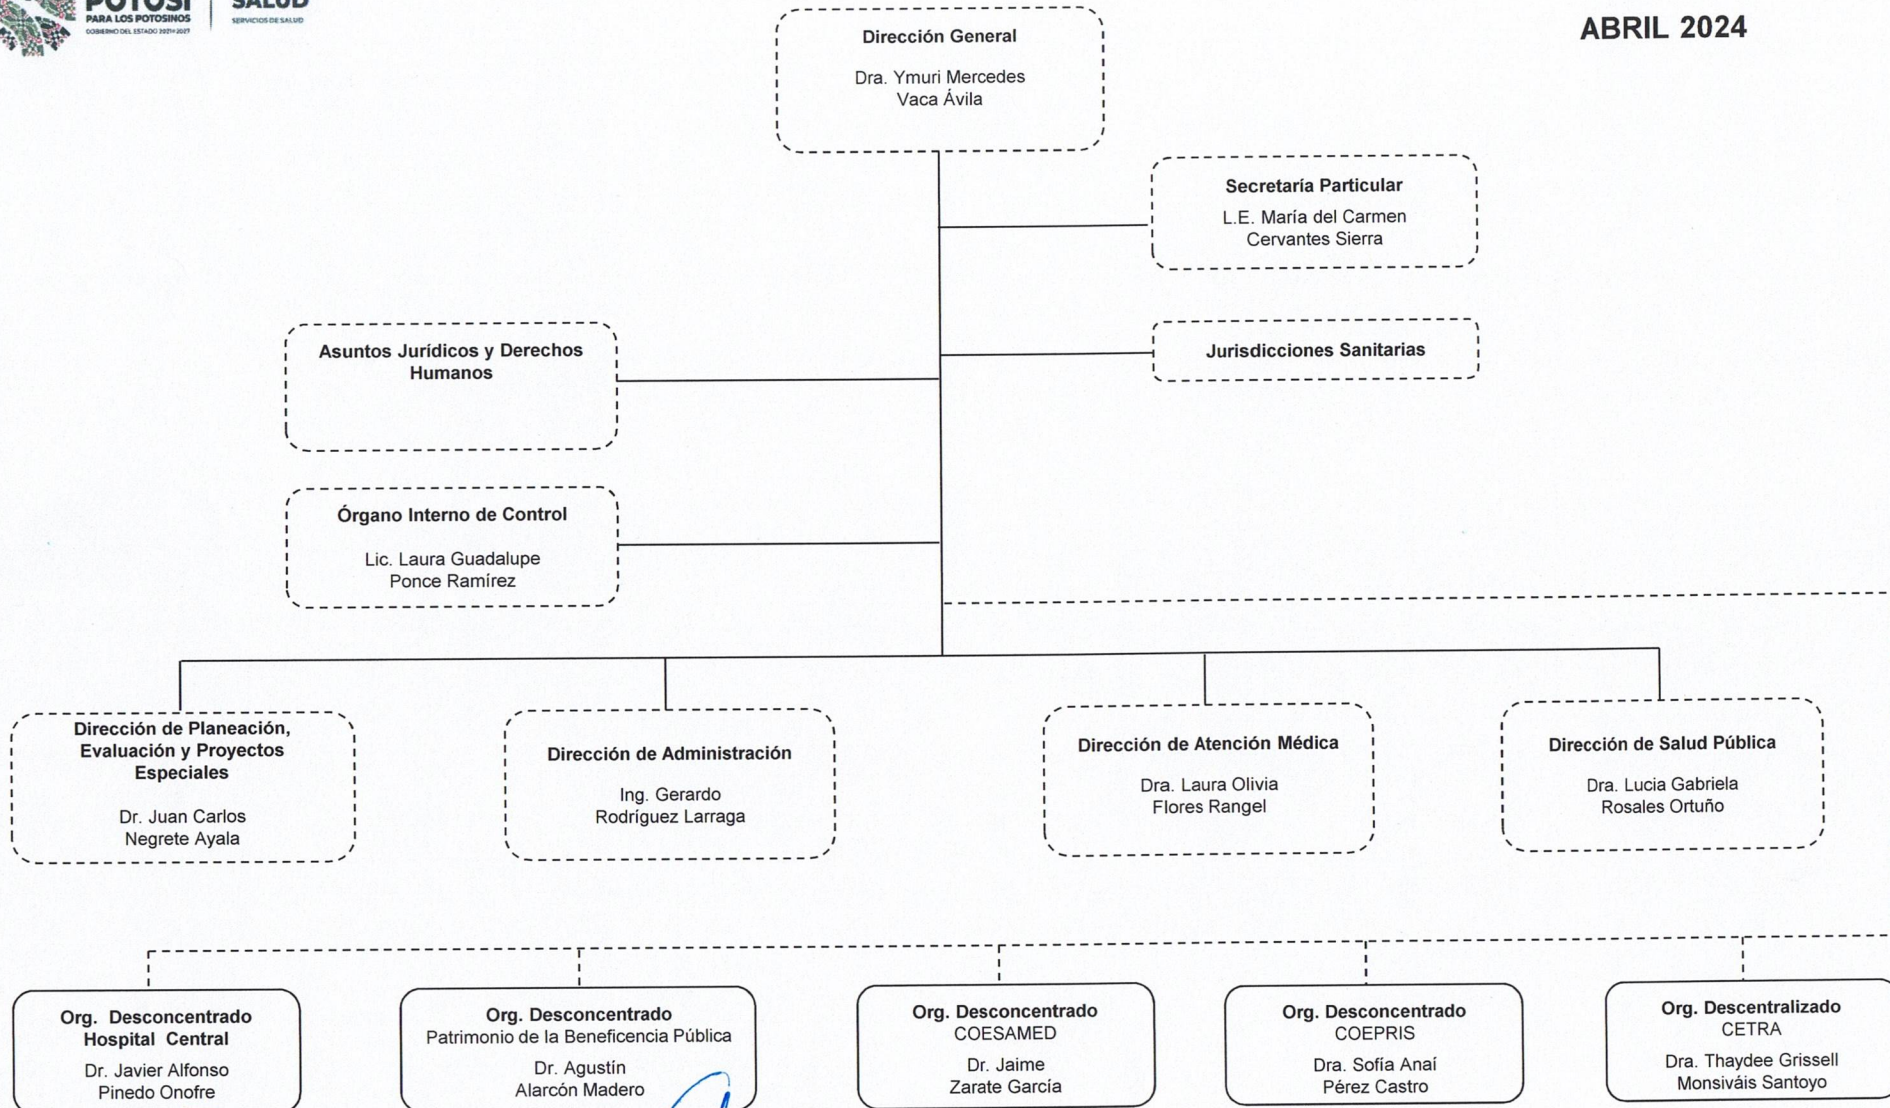 POTOSÍ
PARA LOS POTOSINOS
GOBIERNO DEL ESTADO 2021-2027
SALUD
SERVICIOS DE SALUD
ABRIL 2024
Dirección General
Dra. Ymuri Mercedes
Vaca Ávila
Secretaría Particular
L.E. María del Carmen
Cervantes Sierra
Asuntos Jurídicos y Derechos
Humanos
Jurisdicciones Sanitarias
Órgano Interno de Control
Lic. Laura Guadalupe
Ponce Ramírez
Dirección de Planeación,
Evaluación y Proyectos
Especiales
Dr. Juan Carlos
Negrete Ayala
Dirección de Administración
Ing. Gerardo
Rodríguez Larraga
Dirección de Atención Médica
Dra. Laura Olivia
Flores Rangel
Dirección de Salud Pública
Dra. Lucia Gabriela
Rosales Ortuño
Org. Desconcentrado
Hospital Central
Dr. Javier Alfonso
Pinedo Onofre
Org. Desconcentrado
Patrimonio de la Beneficencia Pública
Dr. Agustín
Alarcón Madero
Org. Desconcentrado
COESAMED
Dr. Jaime
Zarate García
Org. Desconcentrado
COEPRIS
Dra. Sofía Anaí
Pérez Castro
Org. Descentralizado
CETRA
Dra. Thaydee Grissell
Monsiváis Santoyo